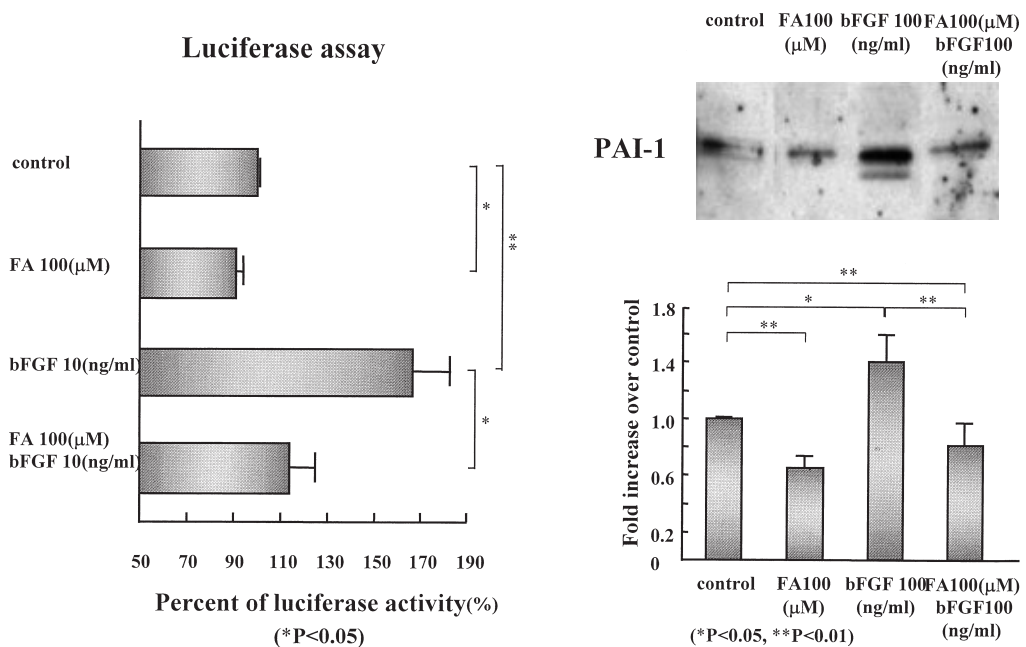 Luciferase assay
control
FA 100(μM)
bFGF 10(ng/ml)
FA 100(μM)
bFGF 10(ng/ml)
*
**
*
50 70 90 110 130 150 170 190
Percent of luciferase activity(%)
(*P<0.05)
control FA100 bFGF 100 FA100(μM)
(μM) (ng/ml) bFGF100
(ng/ml)
PAI-1
**
* **
**
Fold increase over control
1.8
1.4
1.0
0.6
0.2
0
control FA100 bFGF 100 FA100(μM)
(μM) (ng/ml) bFGF100
(ng/ml)
(*P<0.05, **P<0.01)